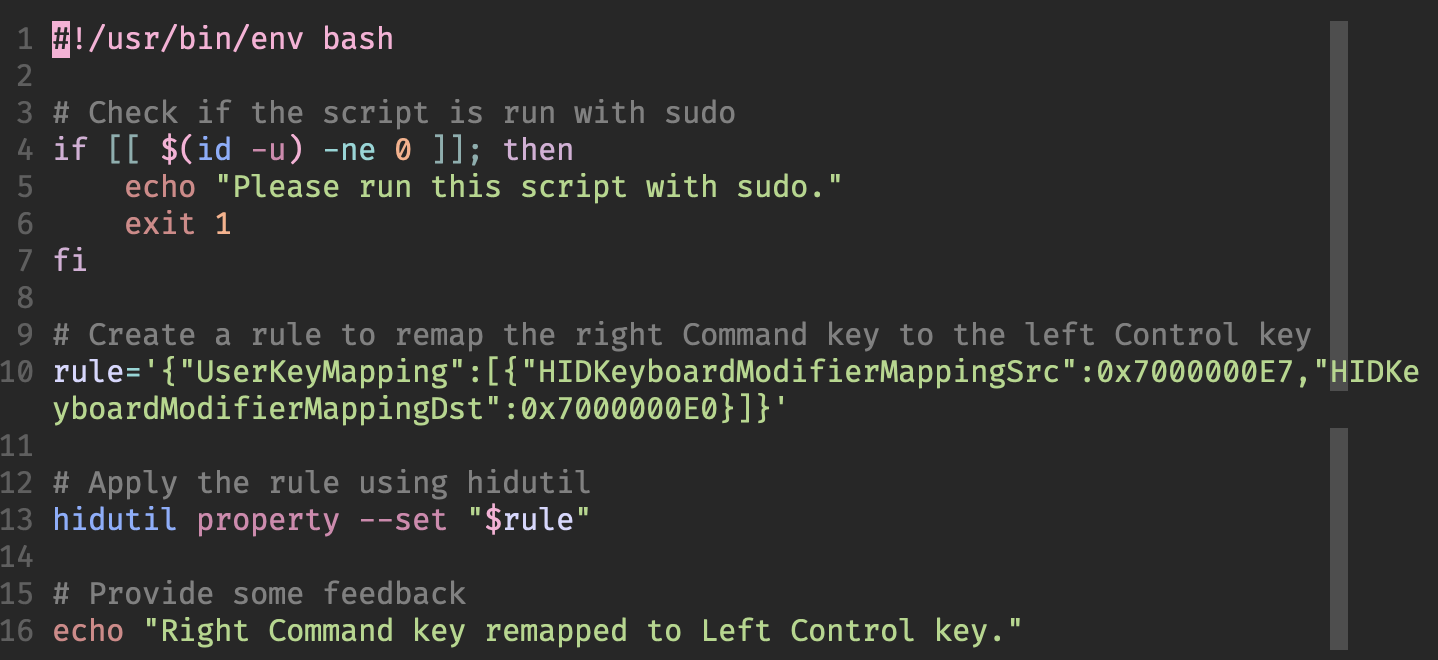 1 #!/usr/bin/env bash
2
3 # Check if the script is run with sudo
4 if [[ $(id -u) -ne 0 ]]; then
5     echo "Please run this script with sudo."
6     exit 1
7 fi
8
9 # Create a rule to remap the right Command key to the left Control key
10 rule='{"UserKeyMapping":[{"HIDKeyboardModifierMappingSrc":0x7000000E7,"HIDKe
yboardModifierMappingDst":0x7000000E0}]}'
11
12 # Apply the rule using hidutil
13 hidutil property --set "$rule"
14
15 # Provide some feedback
16 echo "Right Command key remapped to Left Control key."